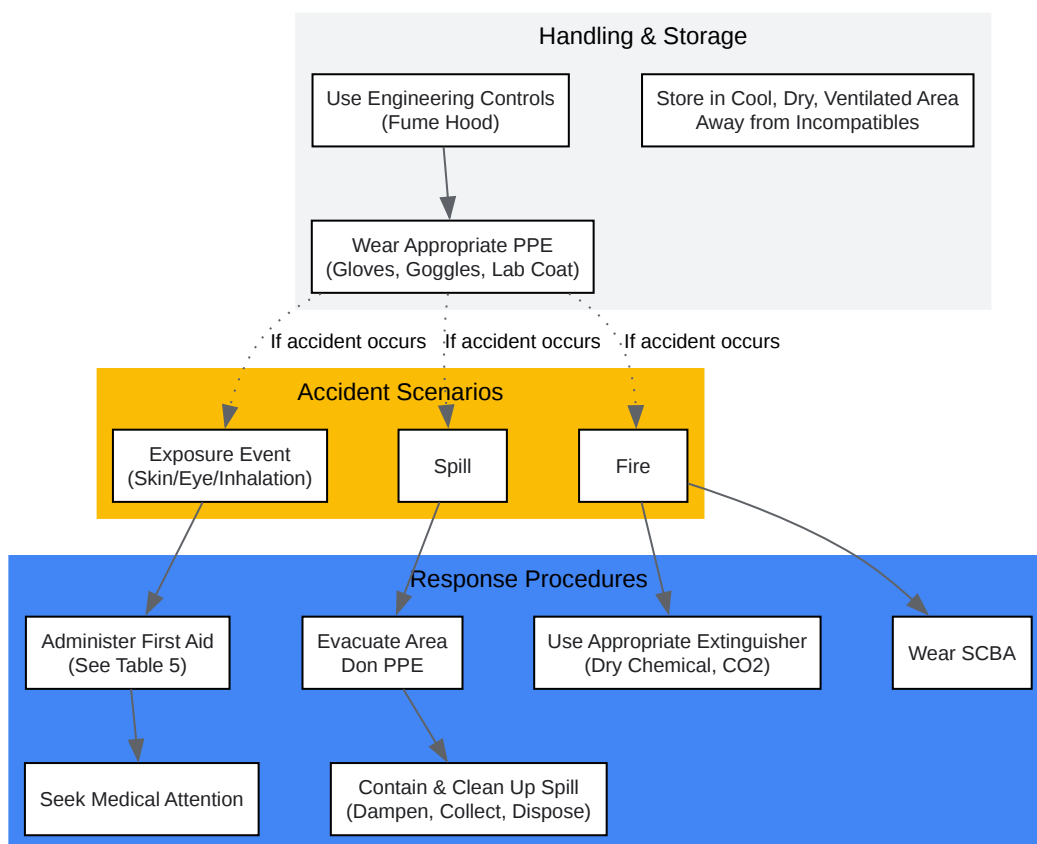 Handling & Storage
Use Engineering Controls
(Fume Hood)
Store in Cool, Dry, Ventilated Area
Away from Incompatibles
Wear Appropriate PPE
(Gloves, Goggles, Lab Coat)
If accident occurs
If accident occurs
If accident occurs
Accident Scenarios
Exposure Event
(Skin/Eye/Inhalation)
Spill
Fire
Response Procedures
Administer First Aid
(See Table 5)
Evacuate Area
Don PPE
Use Appropriate Extinguisher
(Dry Chemical, CO2)
Wear SCBA
Seek Medical Attention
Contain & Clean Up Spill
(Dampen, Collect, Dispose)